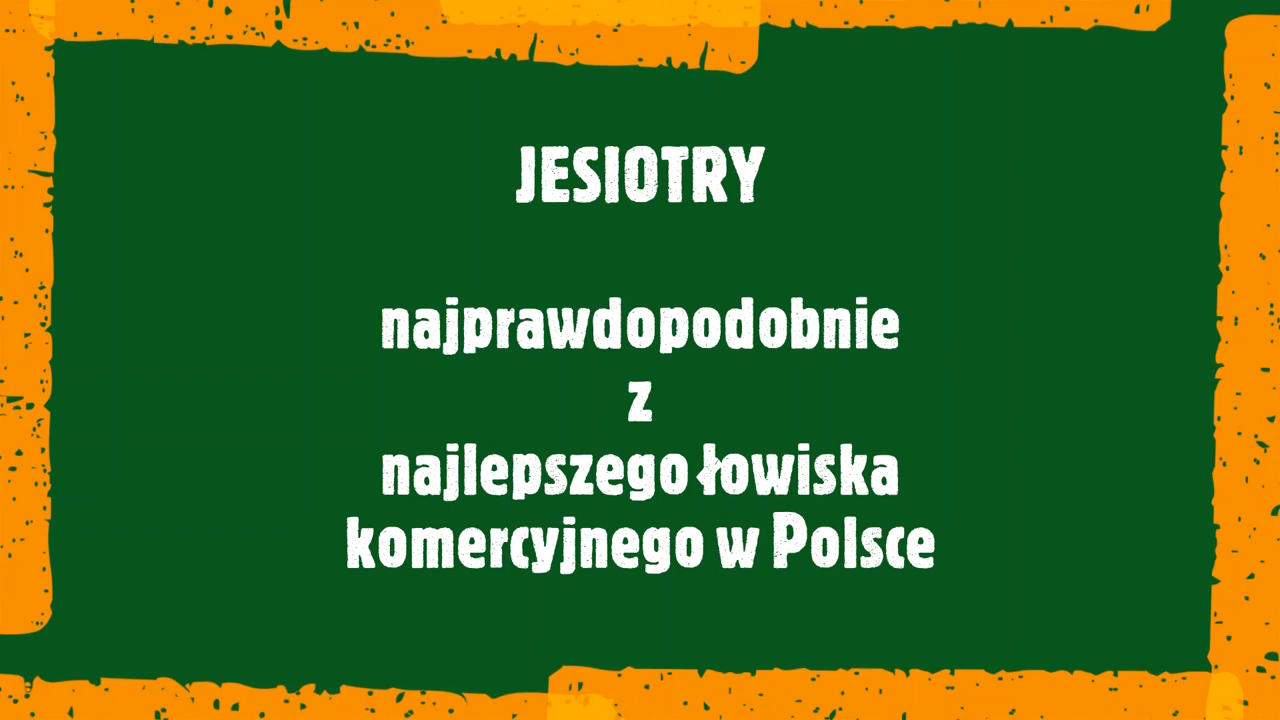 JESIOTRY
najprawdopodobnie
z
najlepszego łowiska
komercyjnego w Polsce